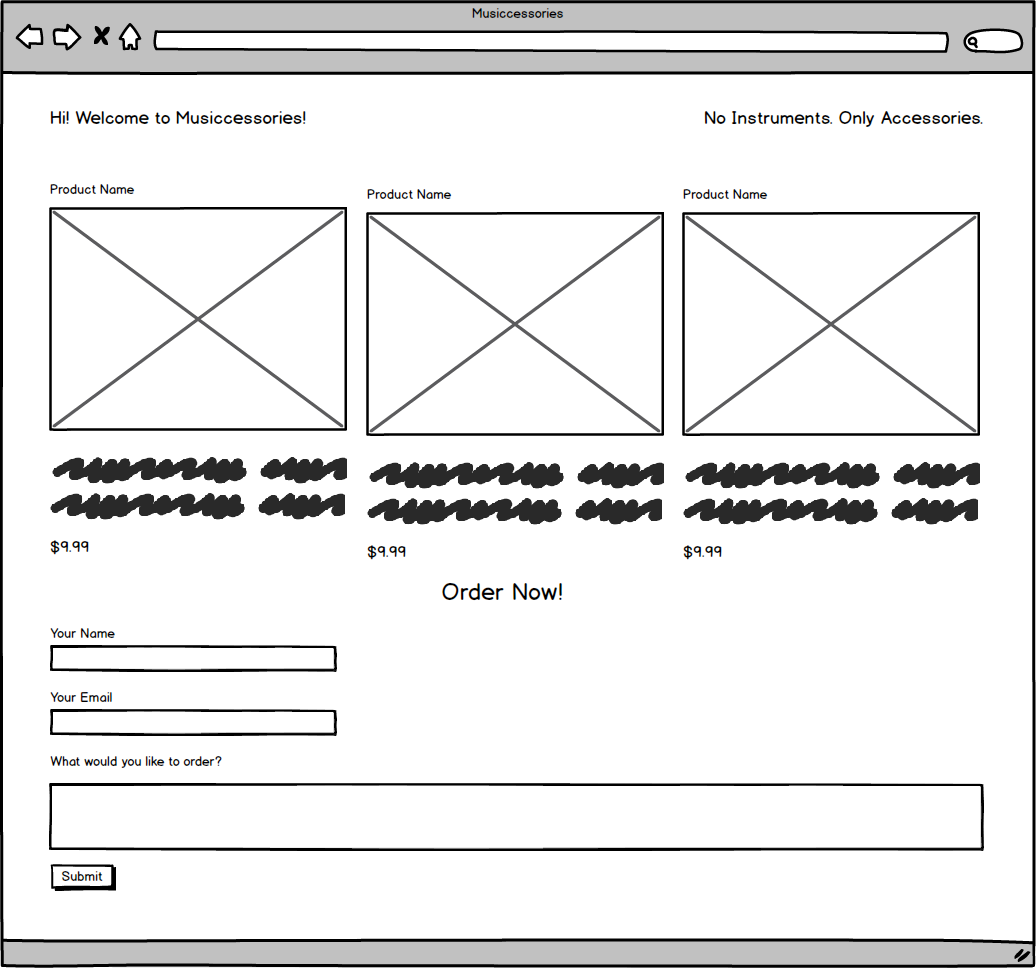 Musiccessories
Hi! Welcome to Musiccessories!
No Instruments. Only Accessories.
Product Name
Product Name
Product Name
$9.99
$9.99
$9.99
Order Now!
Your Name
Your Email
What would you like to order?
Submit